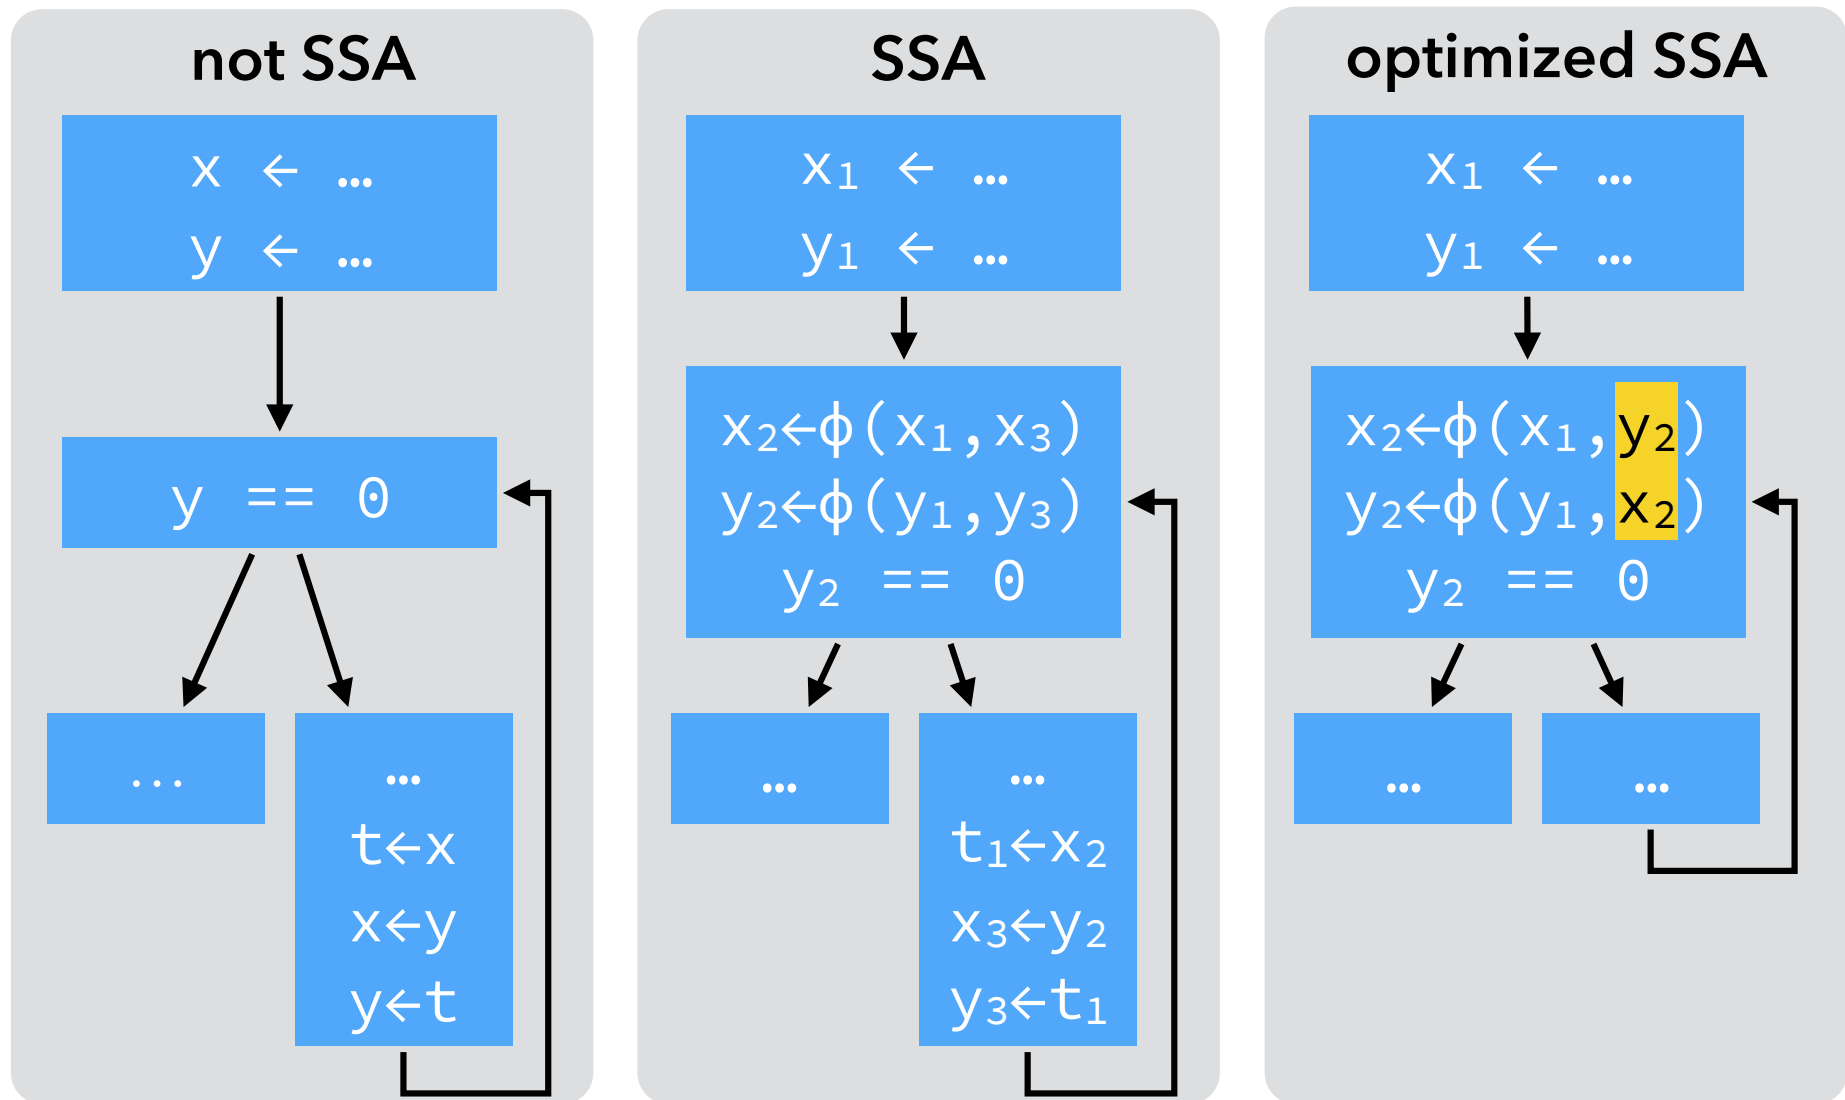 not SSA
x ← …
y ← …
y == 0
...
…
t←x
x←y
y←t
SSA
x₁ ← …
y₁ ← …
x₂←ϕ(x₁,x₃)
y₂←ϕ(y₁,y₃)
y₂ == 0
…
…
t₁←x₂
x₃←y₂
y₃←t₁
optimized SSA
x₁ ← …
y₁ ← …
x₂←ϕ(x₁,y₂)
y₂←ϕ(y₁,x₂)
y₂ == 0
…
…